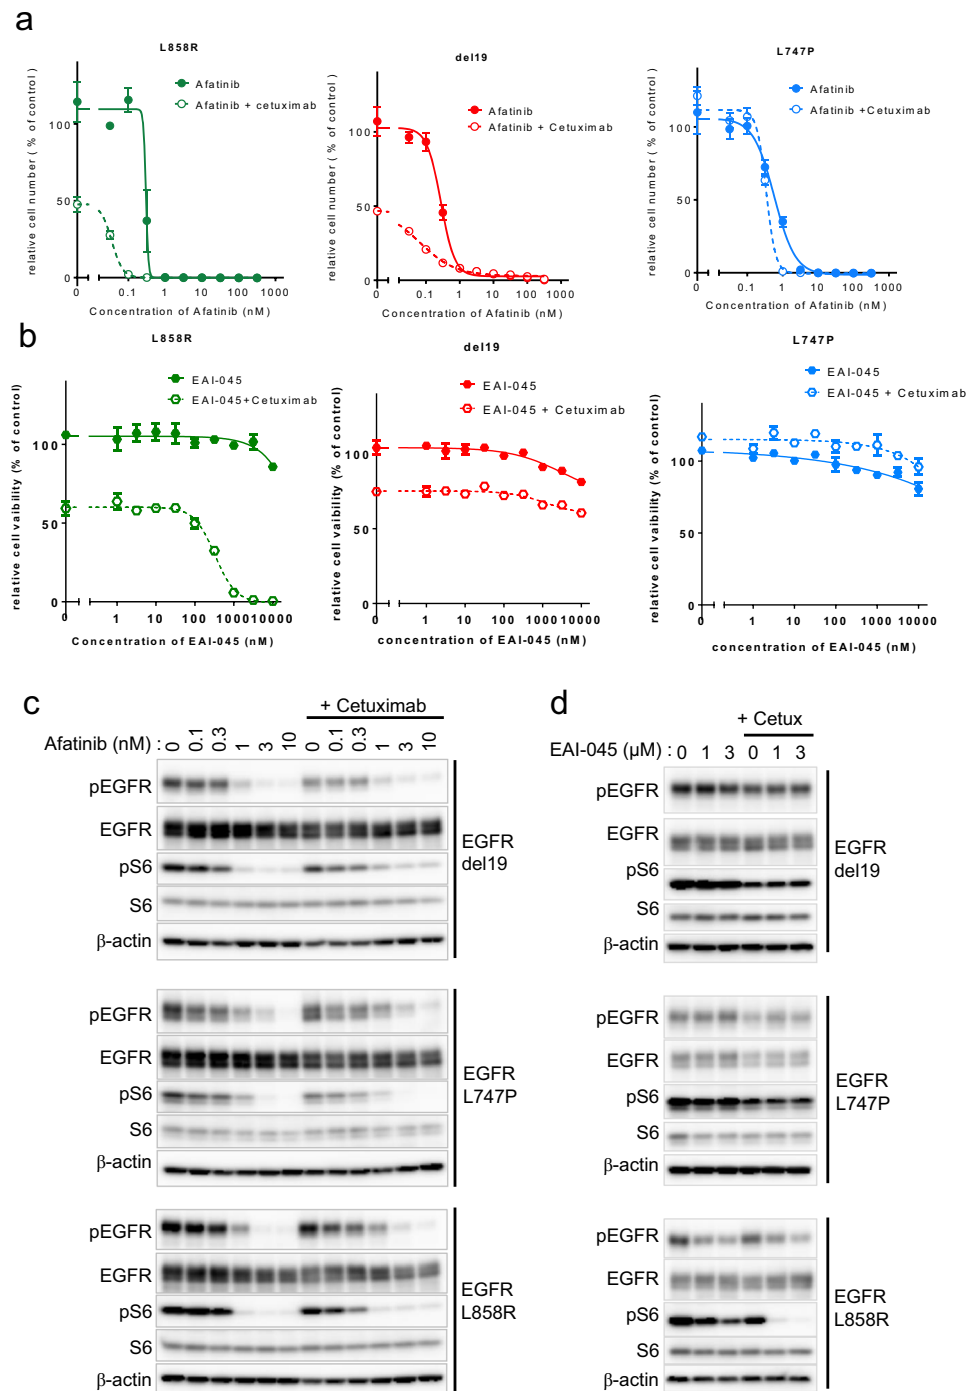 a
L858R
relative cell number ( % of control)
100
50
0
Afatinib
Afatinib + cetuximab
0 0.1 1 10 100 1000
Concentration of Afatinib (nM)
del19
relative cell number ( % of control)
100
50
0
Afatinib
Afatinib + Cetuximab
0 0.1 1 10 100 1000
Concentration of Afatinib (nM)
L747P
relative cell number ( % of control)
100
50
0
Afatinib
Afatinib +Cetuximab
0 0.1 1 10 100 1000
Concentration of Afatinib (nM)
b
L858R
relative cell vaibility (% of control)
100
50
0
EAI-045
EAI-045+Cetuximab
0 1 10 100 1000 10000
Concentration of EAI-045 (nM)
del19
relative cell vaibility (% of control)
100
50
0
EAI-045
EAI-045 + Cetuximab
0 1 10 100 1000 10000
concentration of EAI-045 (nM)
L747P
relative cell vaibility (% of control)
100
50
0
EAI-045
EAI-045 + Cetuximab
0 1 10 100 1000 10000
concentration of EAI-045 (nM)
c
+ Cetuximab
Afatinib (nM) : 0 0.1 0.3 1 3 10 0 0.1 0.3 1 3 10
pEGFR
EGFR
pS6
S6
β-actin
EGFR
del19
pEGFR
EGFR
pS6
S6
β-actin
EGFR
L747P
pEGFR
EGFR
pS6
S6
β-actin
EGFR
L858R
d
+ Cetux
EAI-045 (μM) : 0 1 3 0 1 3
pEGFR
EGFR
pS6
S6
β-actin
EGFR
del19
pEGFR
EGFR
pS6
S6
β-actin
EGFR
L747P
pEGFR
EGFR
pS6
S6
β-actin
EGFR
L858R